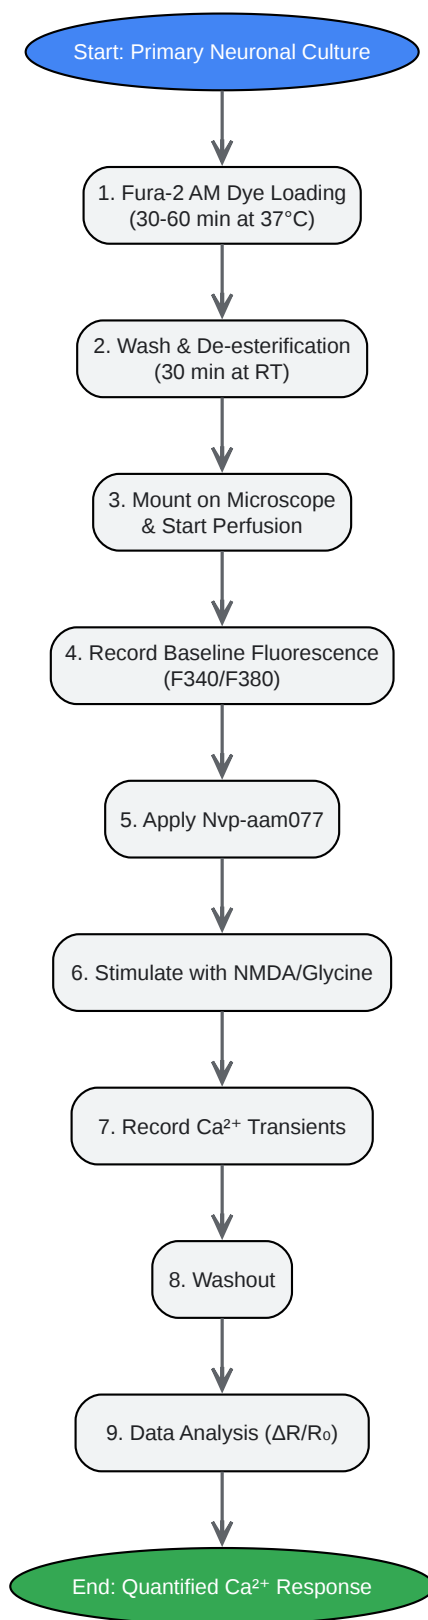 Start: Primary Neuronal Culture
1. Fura-2 AM Dye Loading
(30-60 min at 37°C)
2. Wash & De-esterification
(30 min at RT)
3. Mount on Microscope
& Start Perfusion
4. Record Baseline Fluorescence
(F340/F380)
5. Apply Nvp-aam077
6. Stimulate with NMDA/Glycine
7. Record Ca²⁺ Transients
8. Washout
9. Data Analysis (ΔR/R₀)
End: Quantified Ca²⁺ Response